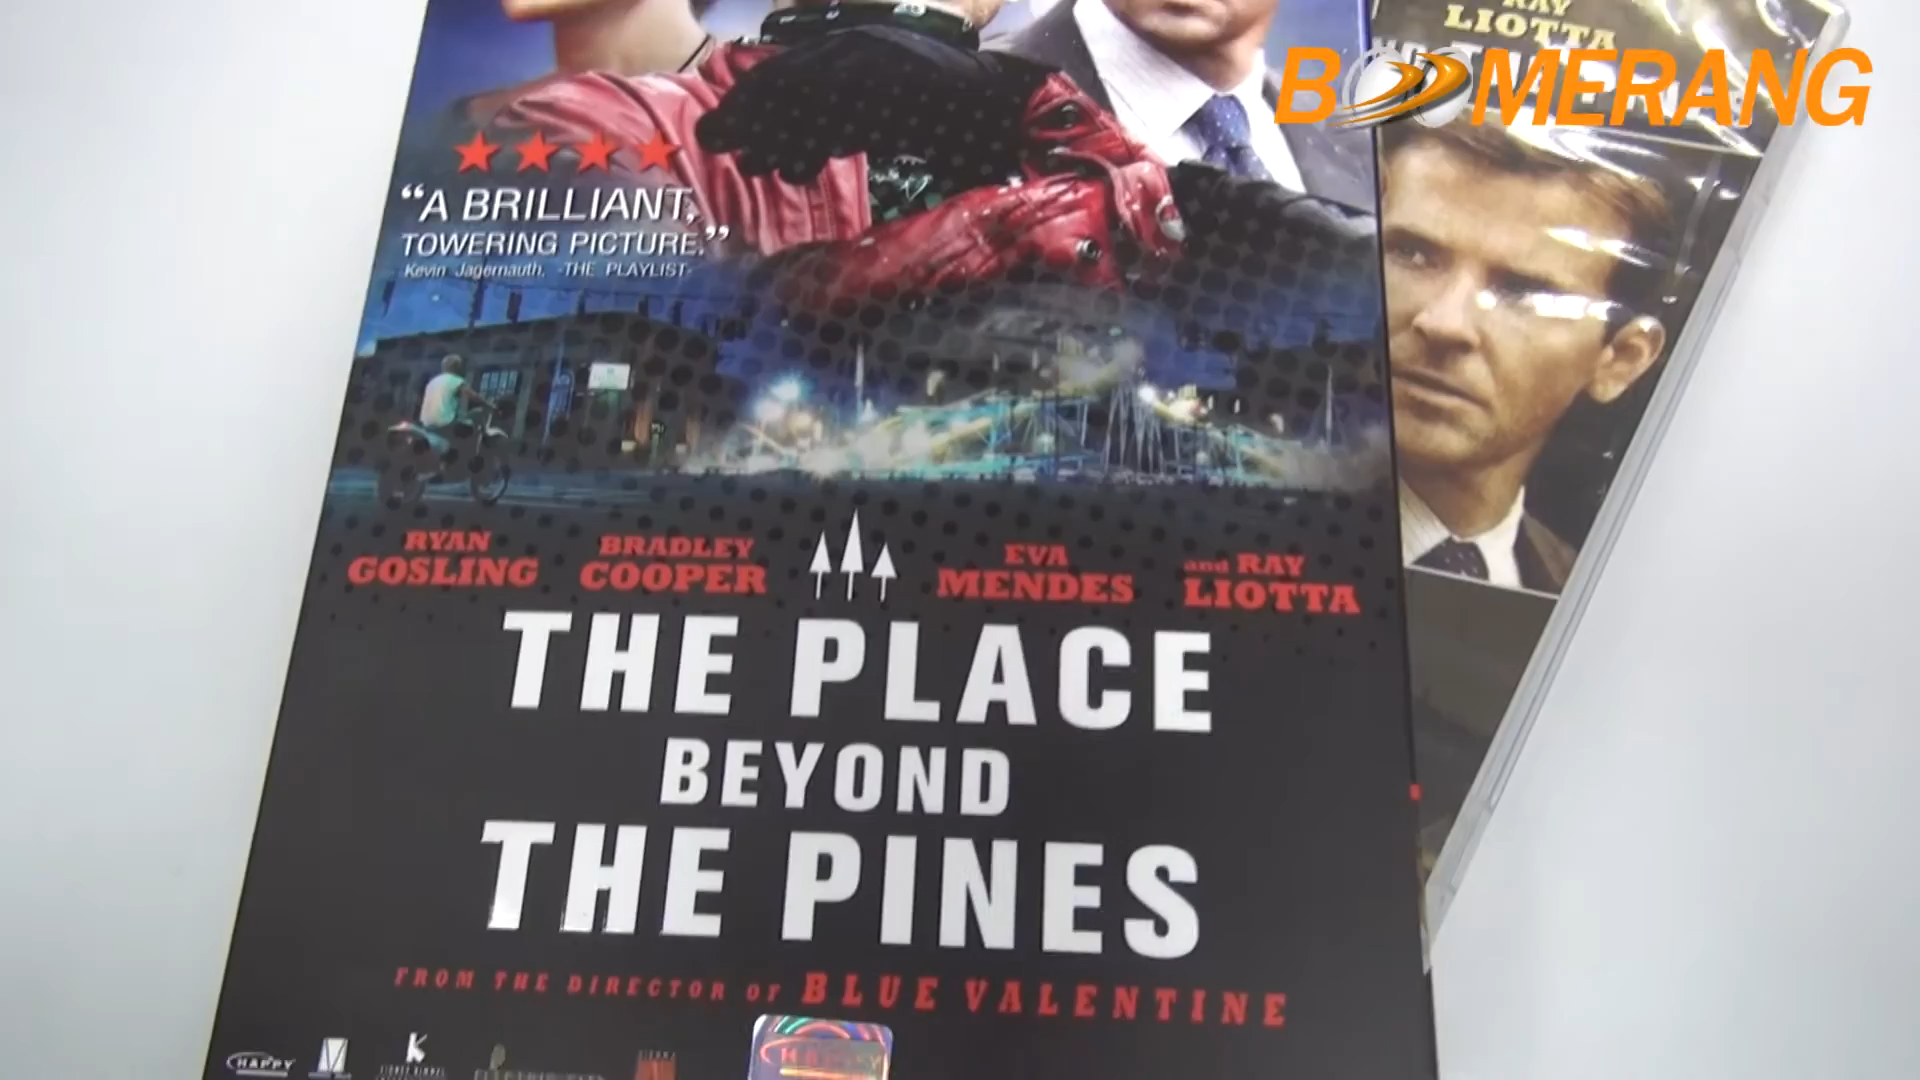 RAY
LIOTTA
BOOMERANG
"A BRILLIANT,
TOWERING PICTURE."
Kevin Jagernauth, -THE PLAYLIST-
RYAN
GOSLING
BRADLEY
COOPER
EVA
MENDES
and RAY
LIOTTA
THE PLACE
BEYOND
THE PINES
FROM THE DIRECTOR OF BLUE VALENTINE
HAPPY
HAPPY